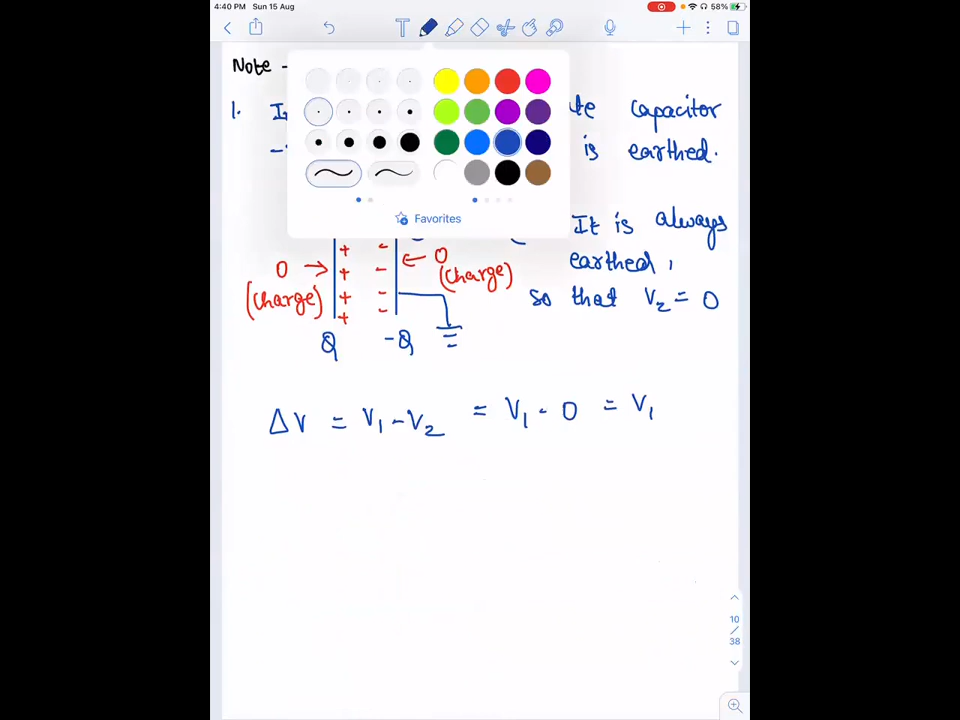 4:40 PM Sun 15 Aug 58%
T
Note -
1. te capacitor
is earthed.
It is always
earthed,
so that V₂ = 0
0 → + - ← 0
(charge) + - (charge)
+ -
+ -
Q -Q
ΔV = V₁ - V₂ = V₁ - 0 = V₁
Favorites
10
/
38